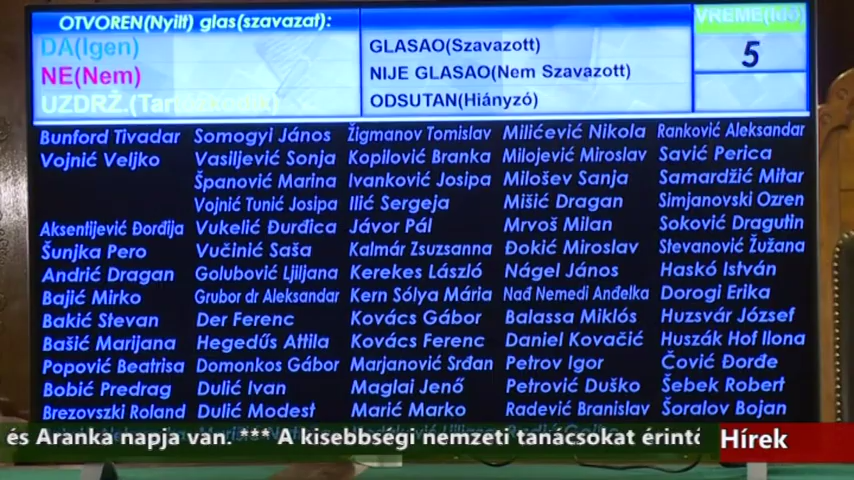 OTVOREN(Nyílt) glas(szavazat):
VREME(Idő)
DA(Igen)
GLASAO(Szavazott)
5
NE(Nem)
NIJE GLASAO(Nem Szavazott)
UZDRŽ.(Tartózkodik)
ODSUTAN(Hiányzó)
Bunford Tivadar Somogyi János Žigmanov Tomislav Milićević Nikola Ranković Aleksandar
Vojnić Veljko Vasiljević Sonja Kopilović Branka Milojević Miroslav Savić Perica
Španović Marina Ivanković Josipa Milošev Sanja Samardžić Mitar
Vojnić Tunić Josipa Ilić Sergeja Mišić Dragan Simjanovski Ozren
Aksentijević Đorđija Vukelić Đurđica Jávor Pál Mrvoš Milan Soković Dragutin
Šunjka Pero Vučinić Saša Kalmár Zsuzsanna Đokić Miroslav Stevanović Žužana
Andrić Dragan Golubović Ljiljana Kerekes László Nágel János Haskó István
Bajić Mirko Grubor dr Aleksandar Kern Sólya Mária Nađ Nemedi Anđelka Dorogi Erika
Bakić Stevan Der Ferenc Kovács Gábor Balassa Miklós Huzsvár József
Bašić Marijana Hegedűs Attila Kovács Ferenc Daniel Kovačić Huszák Hof Ilona
Popović Beatrisa Domonkos Gábor Marjanović Srđan Petrov Igor Čović Đorđe
Bobić Predrag Dulić Ivan Maglai Jenő Petrović Duško Šebek Robert
Brezovszki Roland Dulić Modest Marić Marko Radević Branislav Šoralov Bojan
és Aranka napja van. *** A kisebbségi nemzeti tanácsokat érintő
Hírek